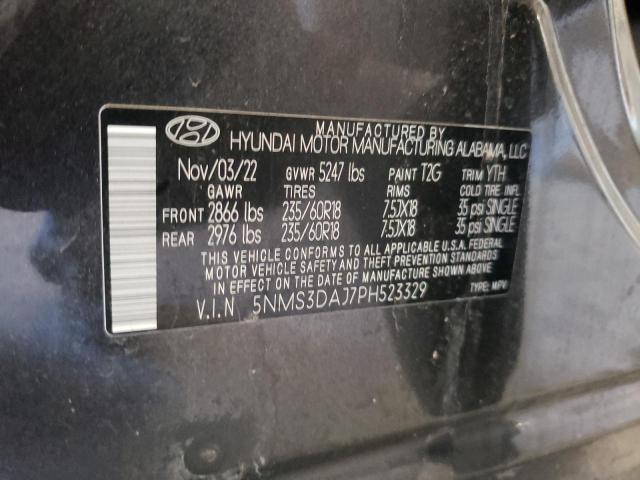 MANUFACTURED BY
HYUNDAI MOTOR MANUFACTURING ALABAMA, LLC
Nov/03/22 GVWR 5247 lbs PAINT T2G TRIM YTH
GAWR TIRES RIMS COLD TIRE INFL
FRONT 2866 lbs 235/60R18 7.5JX18 35 psi SINGLE
REAR 2976 lbs 235/60R18 7.5JX18 35 psi SINGLE
THIS VEHICLE CONFORMS TO ALL APPLICABLE U.S.A. FEDERAL
MOTOR VEHICLE SAFETY AND THEFT PREVENTION STANDARDS
IN EFFECT ON THE DATE OF MANUFACTURE SHOWN ABOVE.
V.I.N 5NMS3DAJ7PH523329 TYPE: MPV